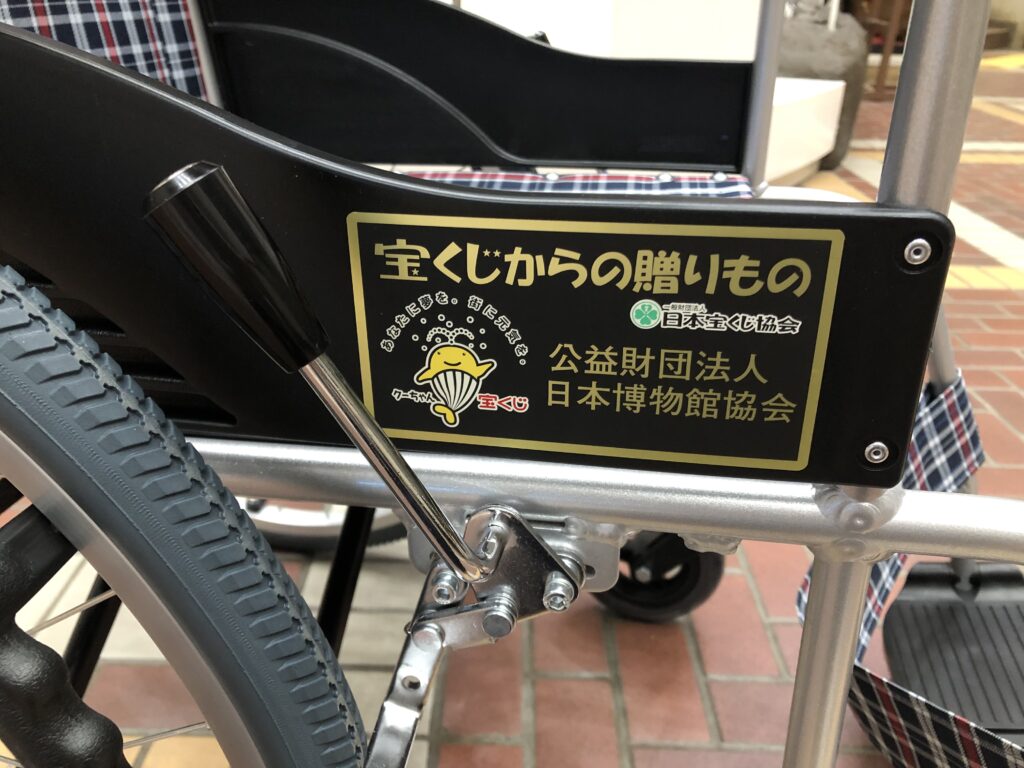 宝くじからの贈りもの
一般財団法人
日本宝くじ協会
あなたに夢を。街に元気を。
クーちゃん
宝くじ
公益財団法人
日本博物館協会